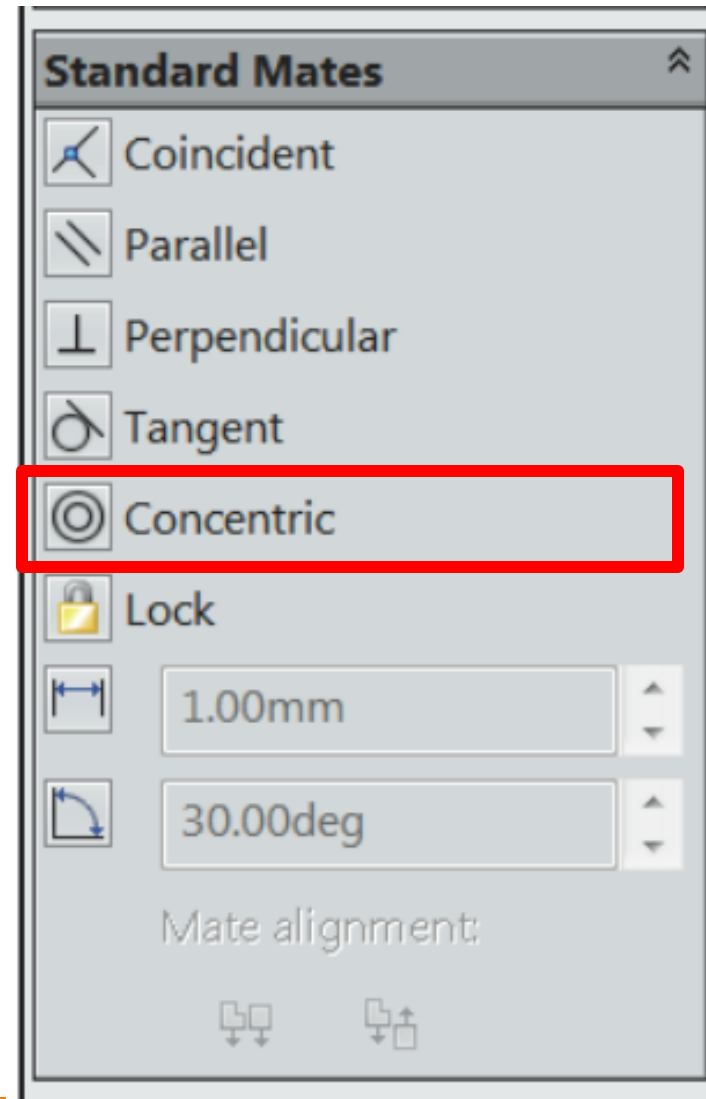 Standard Mates
Coincident
Parallel
Perpendicular
Tangent
Concentric
Lock
1.00mm
30.00deg
Mate alignment: